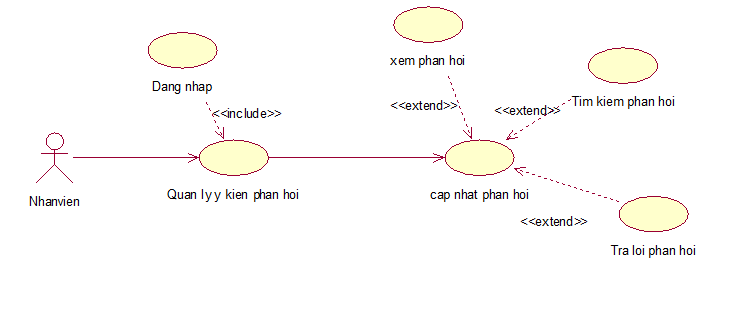 xem phan hoi
Dang nhap
Tim kiem phan hoi
<<extend>>
<<extend>>
<<include>>
Nhanvien
Quan ly y kien phan hoi
cap nhat phan hoi
<<extend>>
Tra loi phan hoi